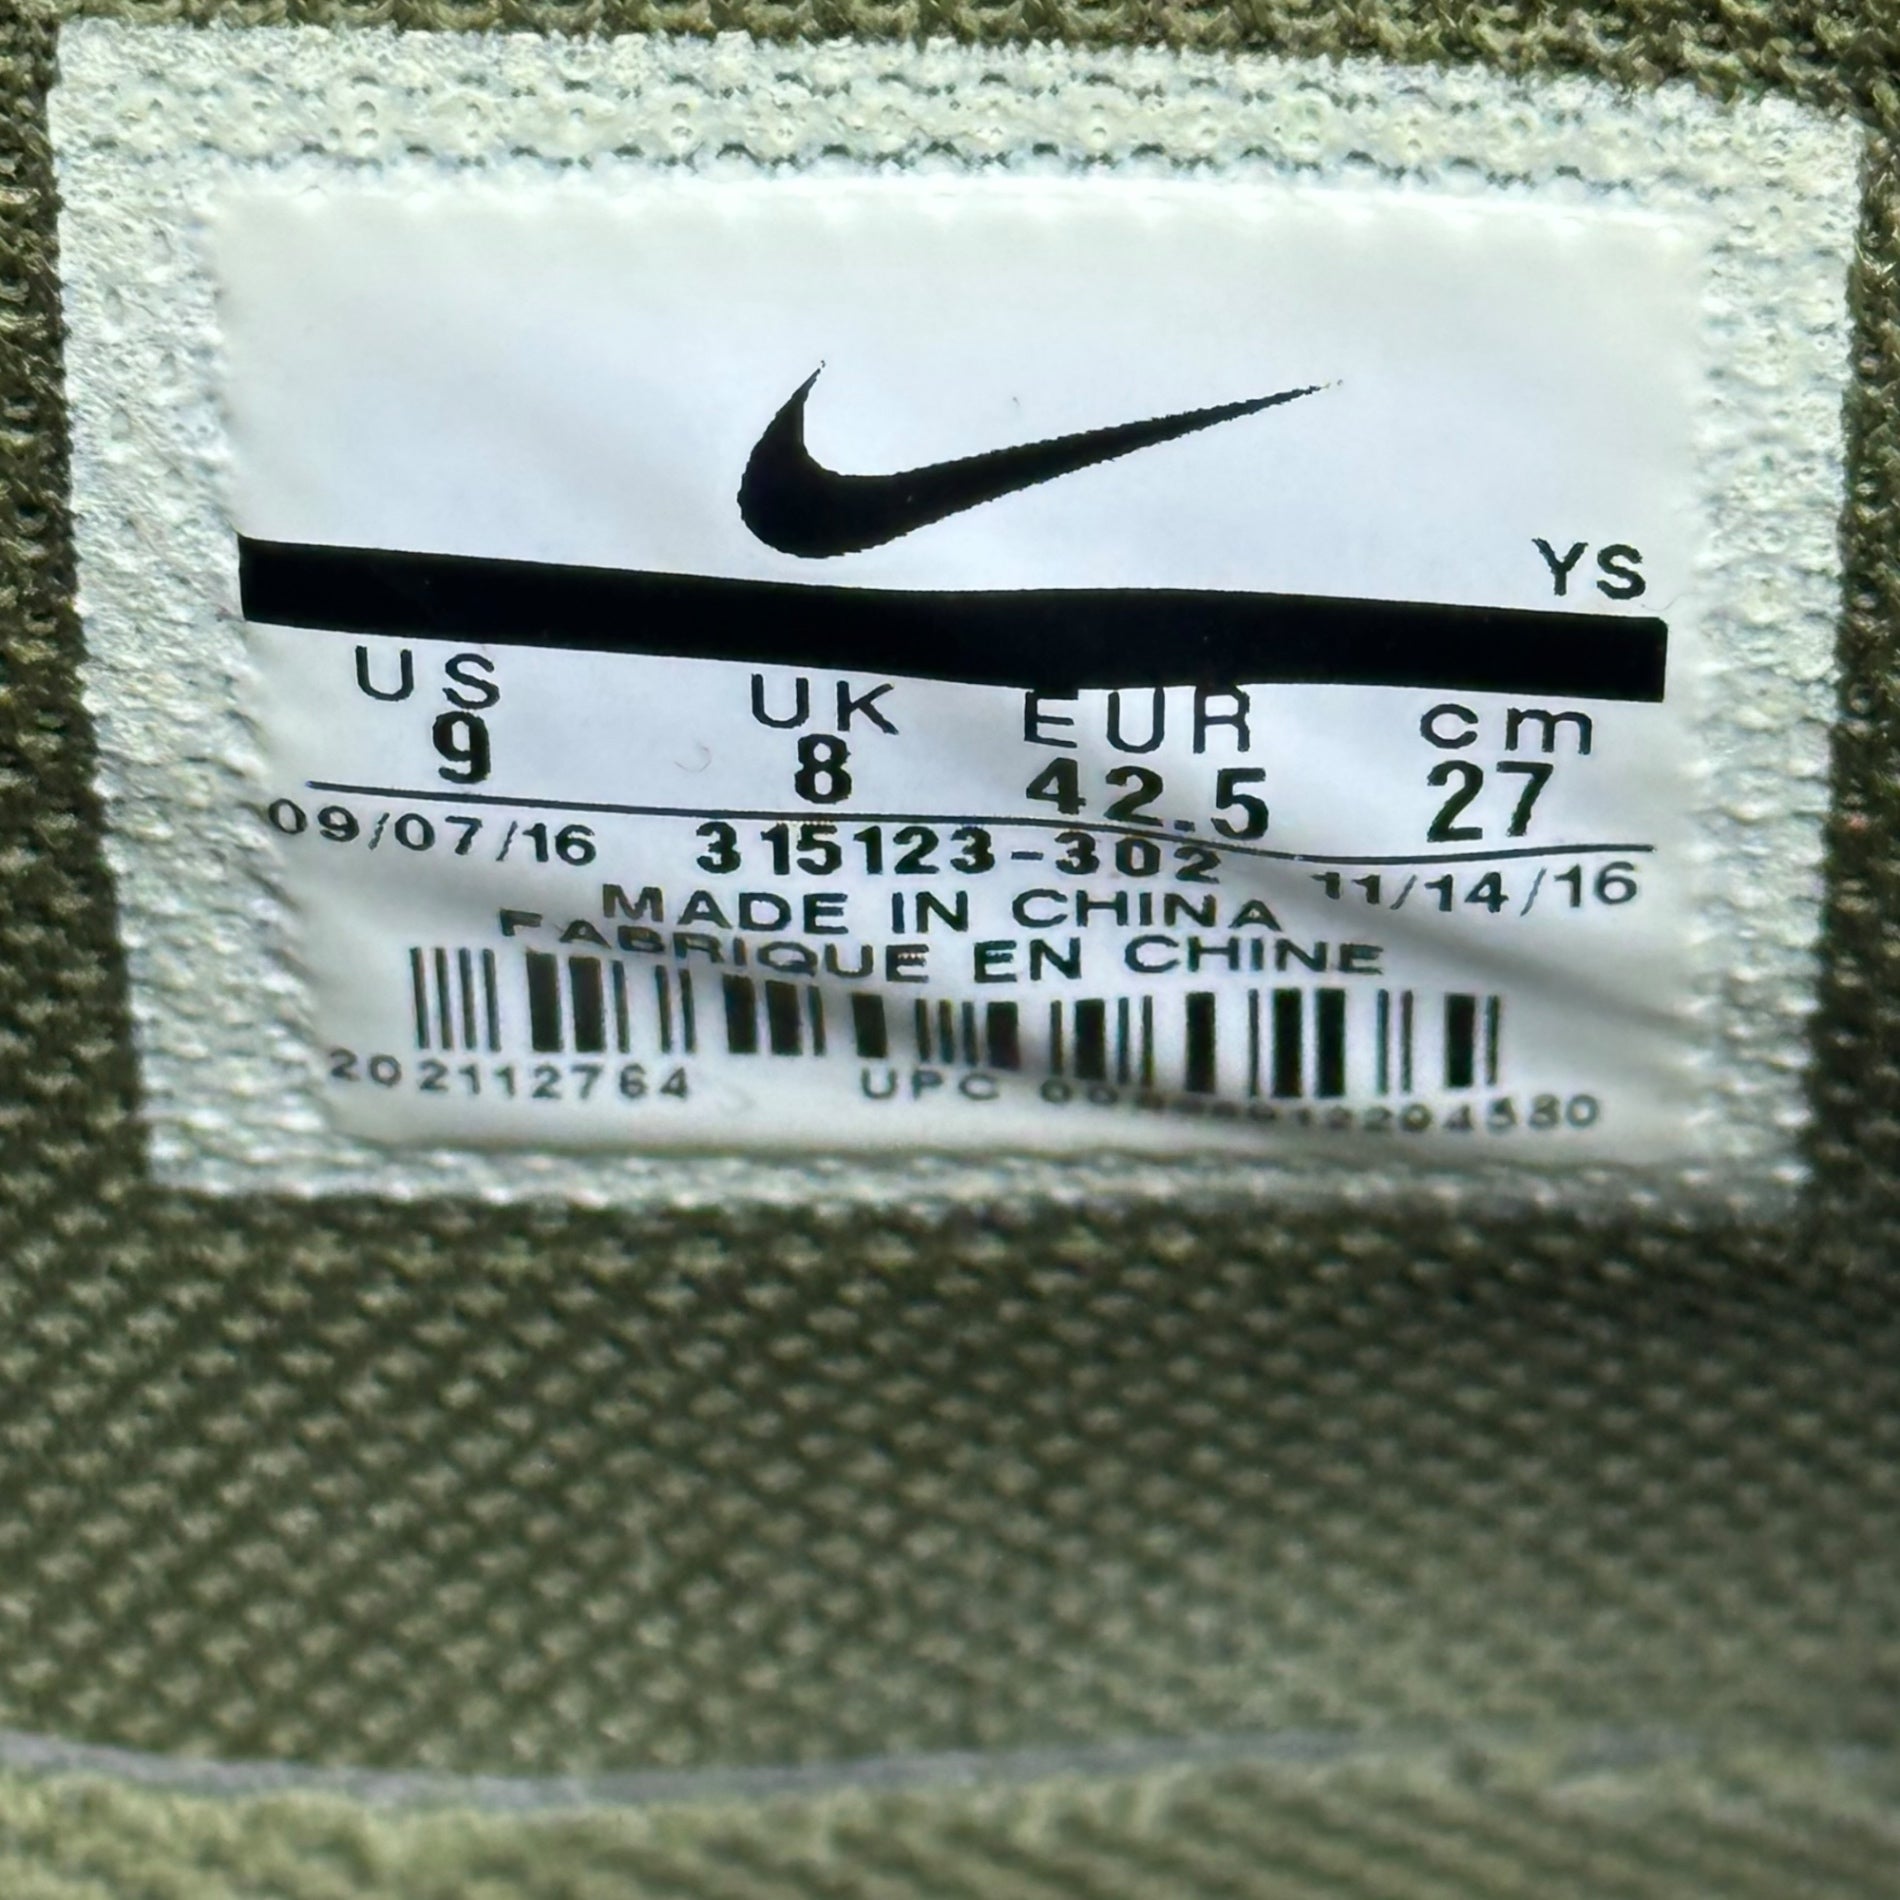 YS
US UK EUR cm
9 8 42.5 27
09/07/16 315123-302 11/14/16
MADE IN CHINA
FABRIQUE EN CHINE
202112764 UPC